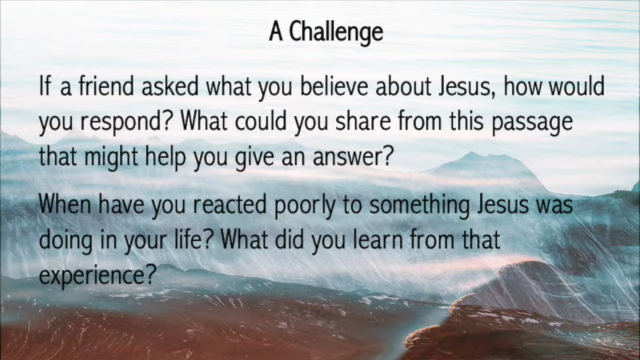 A Challenge
If a friend asked what you believe about Jesus, how would
you respond? What could you share from this passage
that might help you give an answer?
When have you reacted poorly to something Jesus was
doing in your life? What did you learn from that
experience?